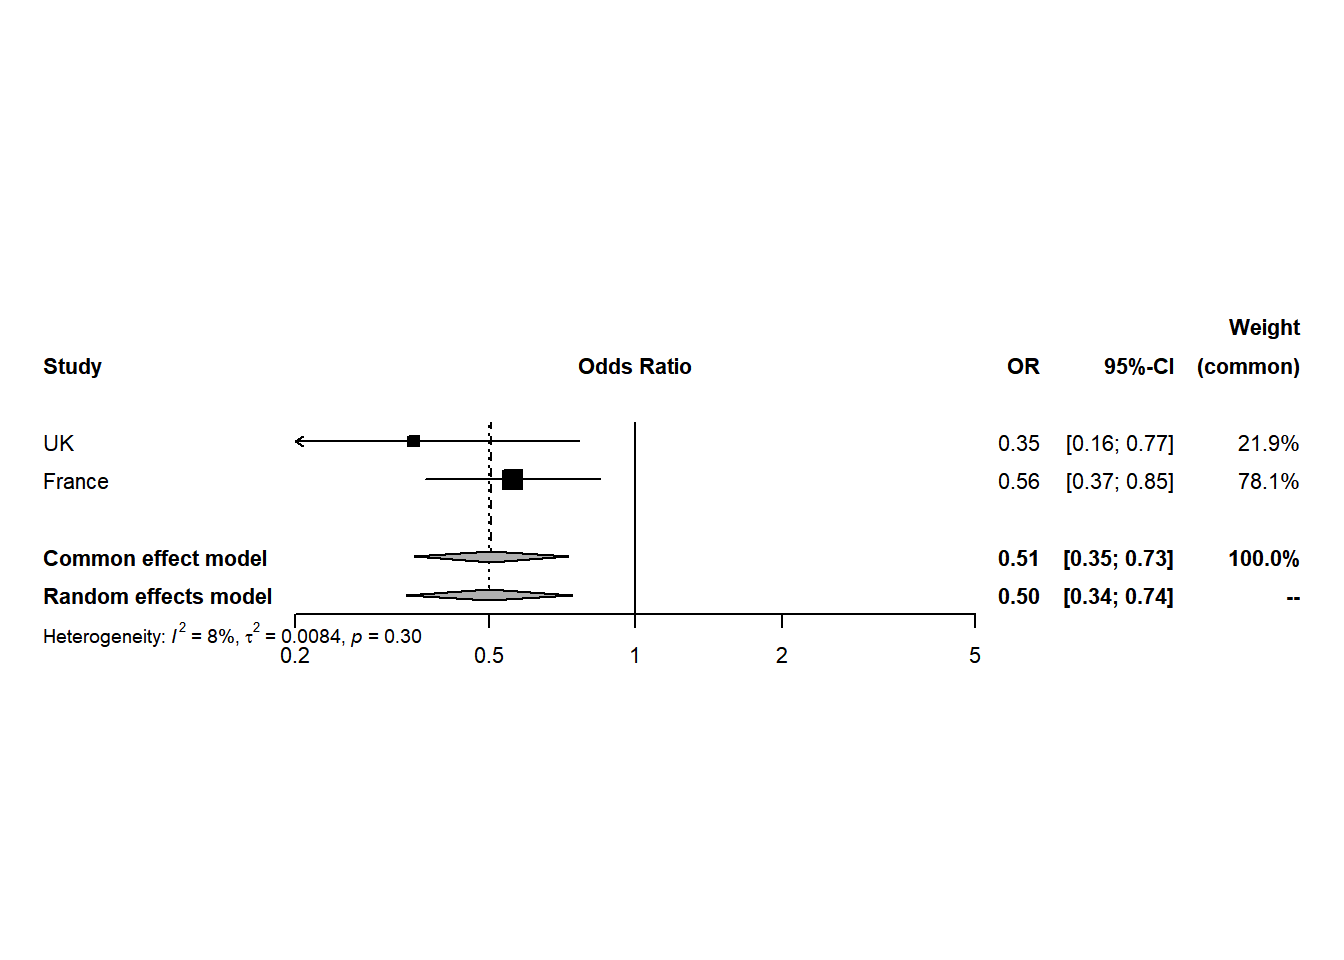 Weight
Study Odds Ratio OR 95%-CI (common)
UK 0.35 [0.16; 0.77] 21.9%
France 0.56 [0.37; 0.85] 78.1%
Common effect model 0.51 [0.35; 0.73] 100.0%
Random effects model 0.50 [0.34; 0.74] --
Heterogeneity: I² = 8%, τ² = 0.0084, p = 0.30
0.2 0.5 1 2 5